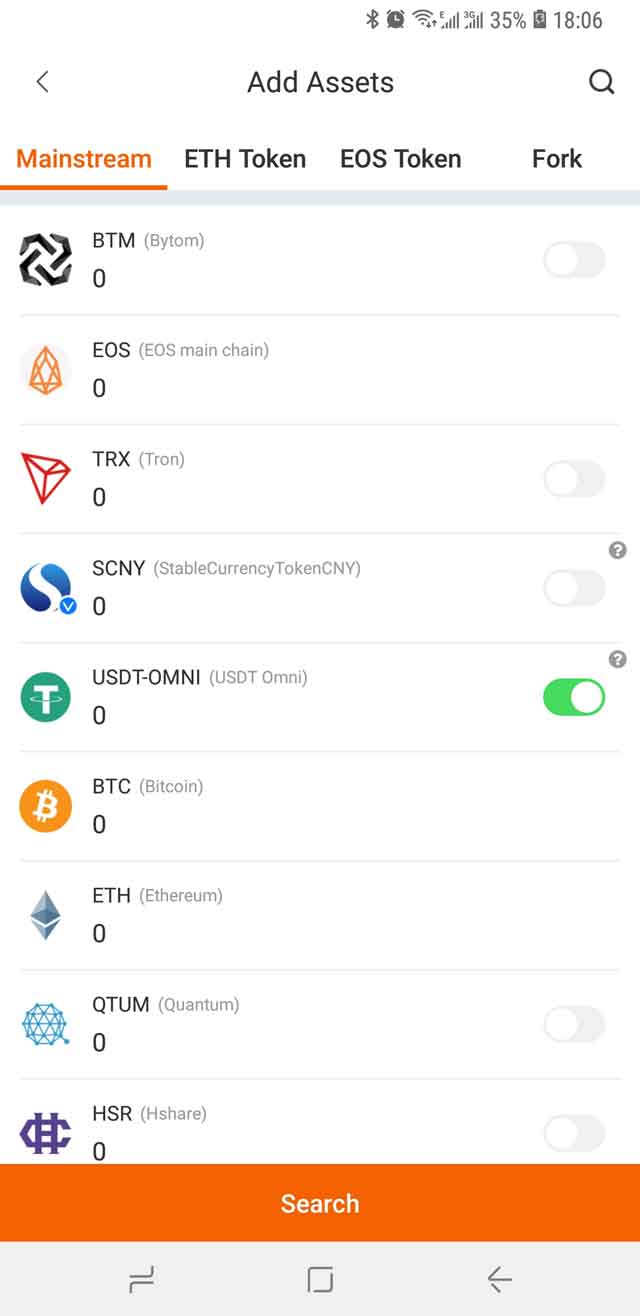 E 3G 35% 18:06
Add Assets
Mainstream ETH Token EOS Token Fork
BTM (Bytom)
0
EOS (EOS main chain)
0
TRX (Tron)
0
?
SCNY (StableCurrencyTokenCNY)
0
?
USDT-OMNI (USDT Omni)
0
BTC (Bitcoin)
0
ETH (Ethereum)
0
QTUM (Quantum)
0
HSR (Hshare)
0
Search